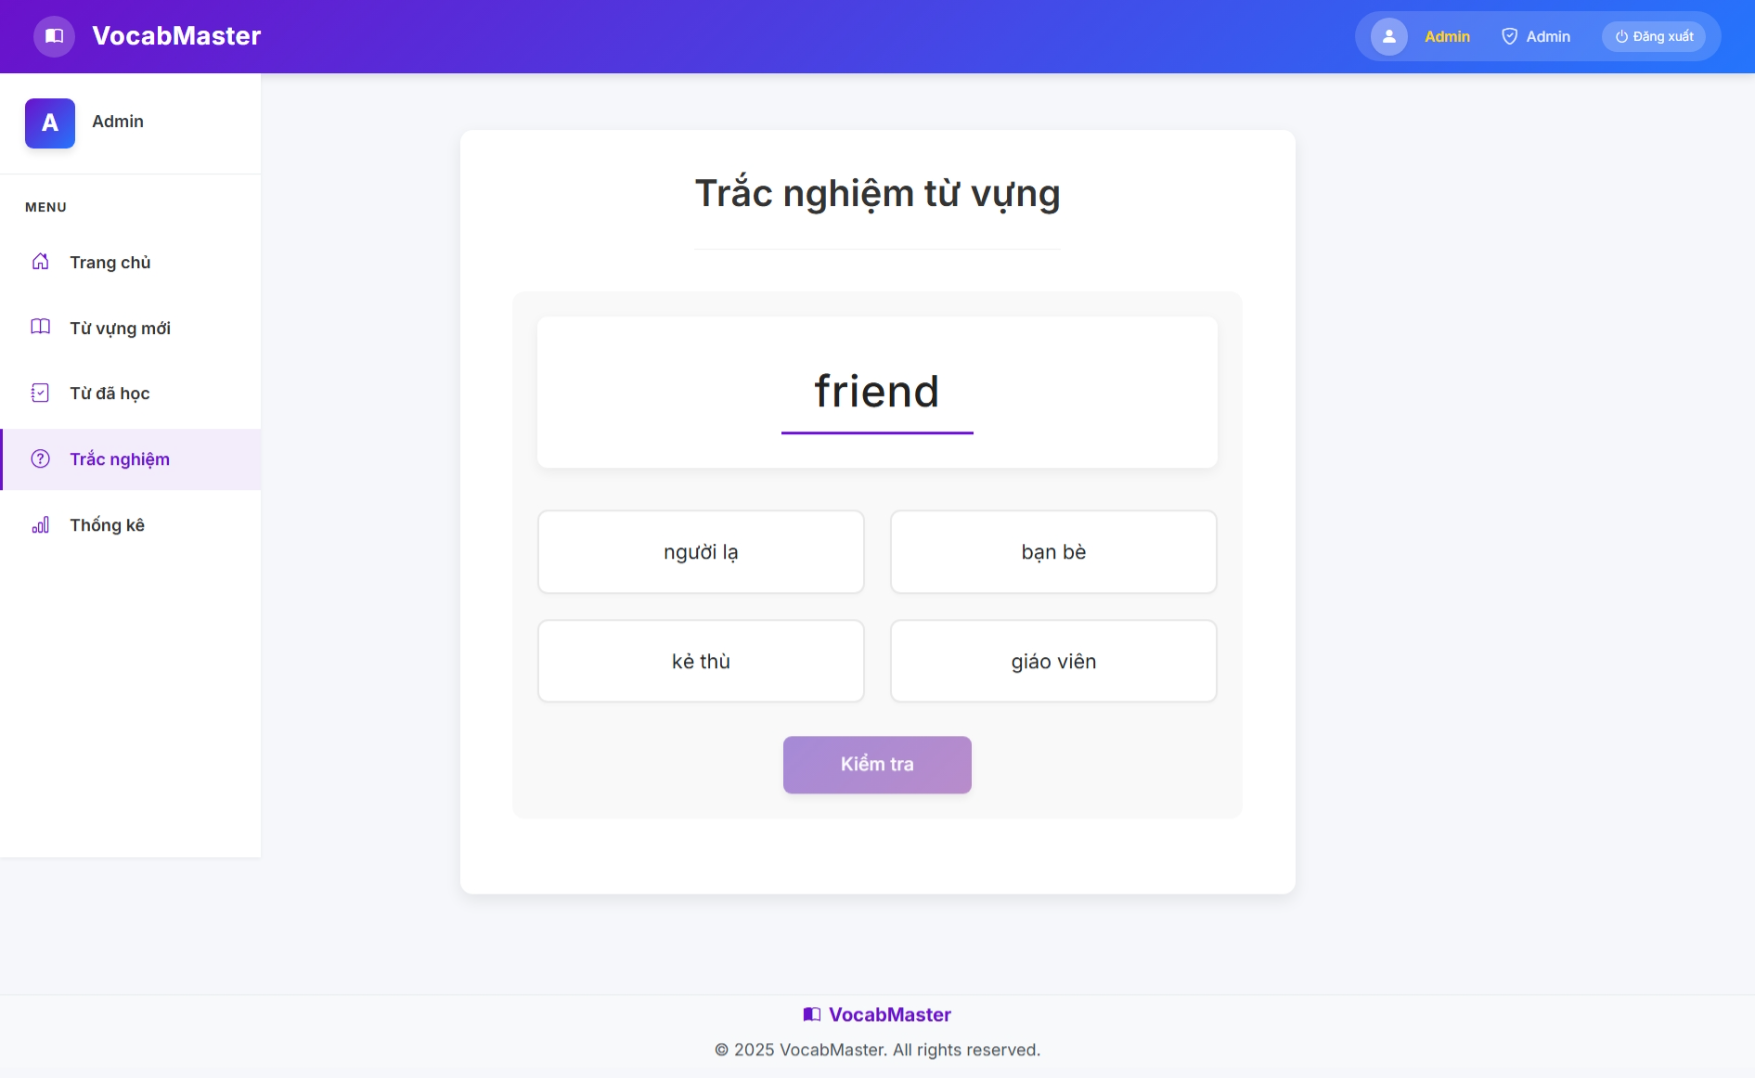 VocabMaster
Admin
Admin
Đăng xuất
A
Admin
MENU
Trang chủ
Từ vựng mới
Từ đã học
Trắc nghiệm
Thống kê
Trắc nghiệm từ vựng
friend
người lạ
bạn bè
kẻ thù
giáo viên
Kiểm tra
VocabMaster
© 2025 VocabMaster. All rights reserved.